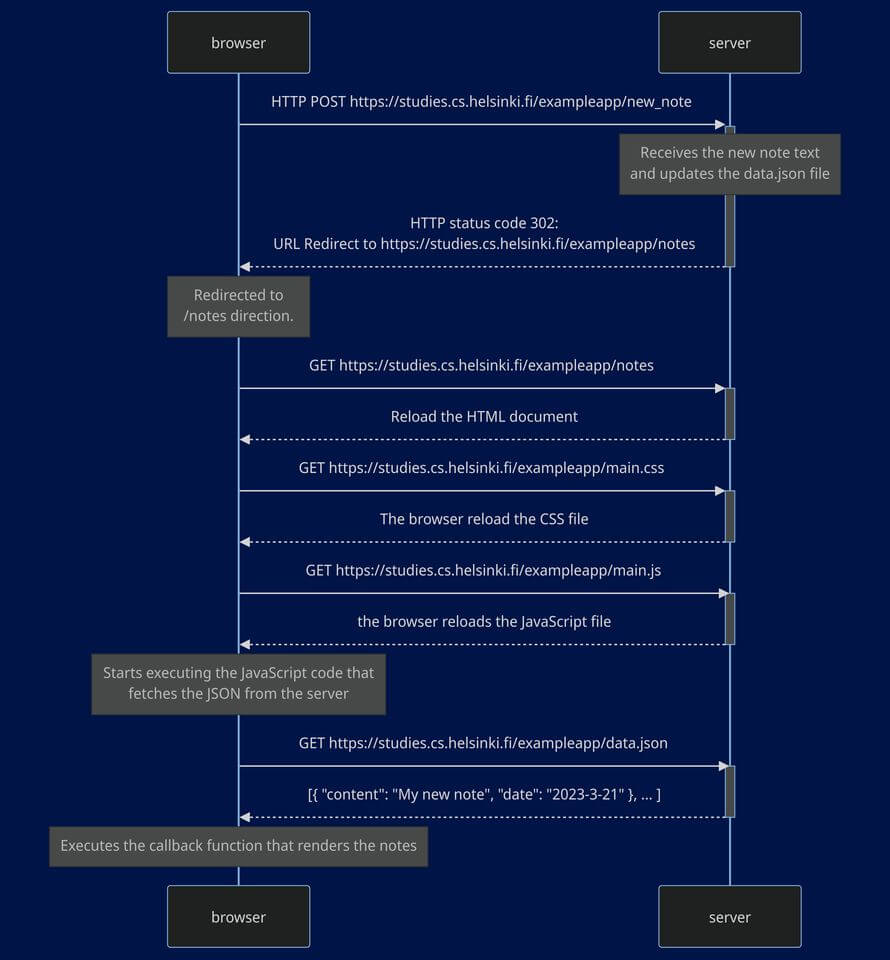 browser
server
HTTP POST https://studies.cs.helsinki.fi/exampleapp/new_note
Receives the new note text
and updates the data.json file
HTTP status code 302:
URL Redirect to https://studies.cs.helsinki.fi/exampleapp/notes
Redirected to
/notes direction.
GET https://studies.cs.helsinki.fi/exampleapp/notes
Reload the HTML document
GET https://studies.cs.helsinki.fi/exampleapp/main.css
The browser reload the CSS file
GET https://studies.cs.helsinki.fi/exampleapp/main.js
the browser reloads the JavaScript file
Starts executing the JavaScript code that
fetches the JSON from the server
GET https://studies.cs.helsinki.fi/exampleapp/data.json
[{ "content": "My new note", "date": "2023-3-21" }, ... ]
Executes the callback function that renders the notes
browser
server